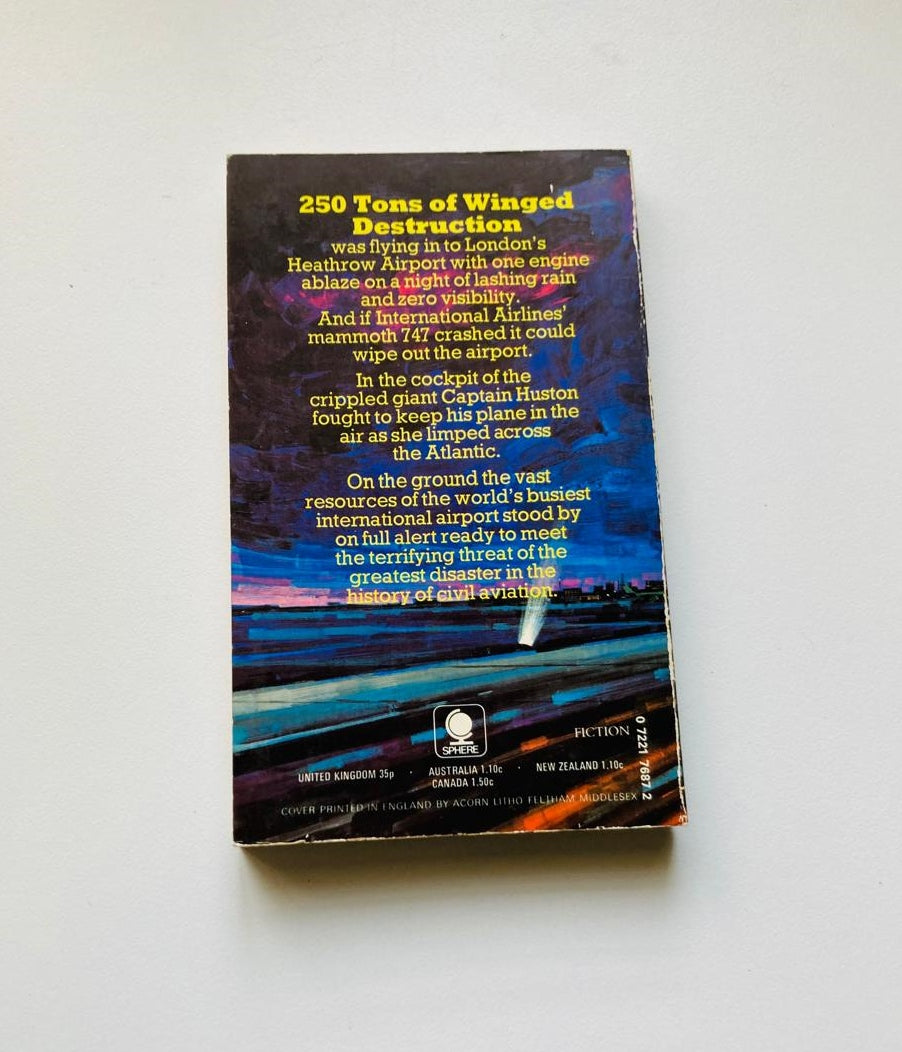 250 Tons of Winged
Destruction
was flying in to London's
Heathrow Airport with one engine
ablaze on a night of lashing rain
and zero visibility.
And if International Airlines'
mammoth 747 crashed it could
wipe out the airport.
In the cockpit of the
crippled giant Captain Huston
fought to keep his plane in the
air as she limped across
the Atlantic.
On the ground the vast
resources of the world's busiest
international airport stood by
on full alert ready to meet
the terrifying threat of the
greatest disaster in the
history of civil aviation.
SPHERE
FICTION
0 7221 7687 2
UNITED KINGDOM 35p · AUSTRALIA 1.10c · NEW ZEALAND 1.10c
CANADA 1.50c
COVER PRINTED IN ENGLAND BY ACORN LITHO FELTHAM MIDDLESEX